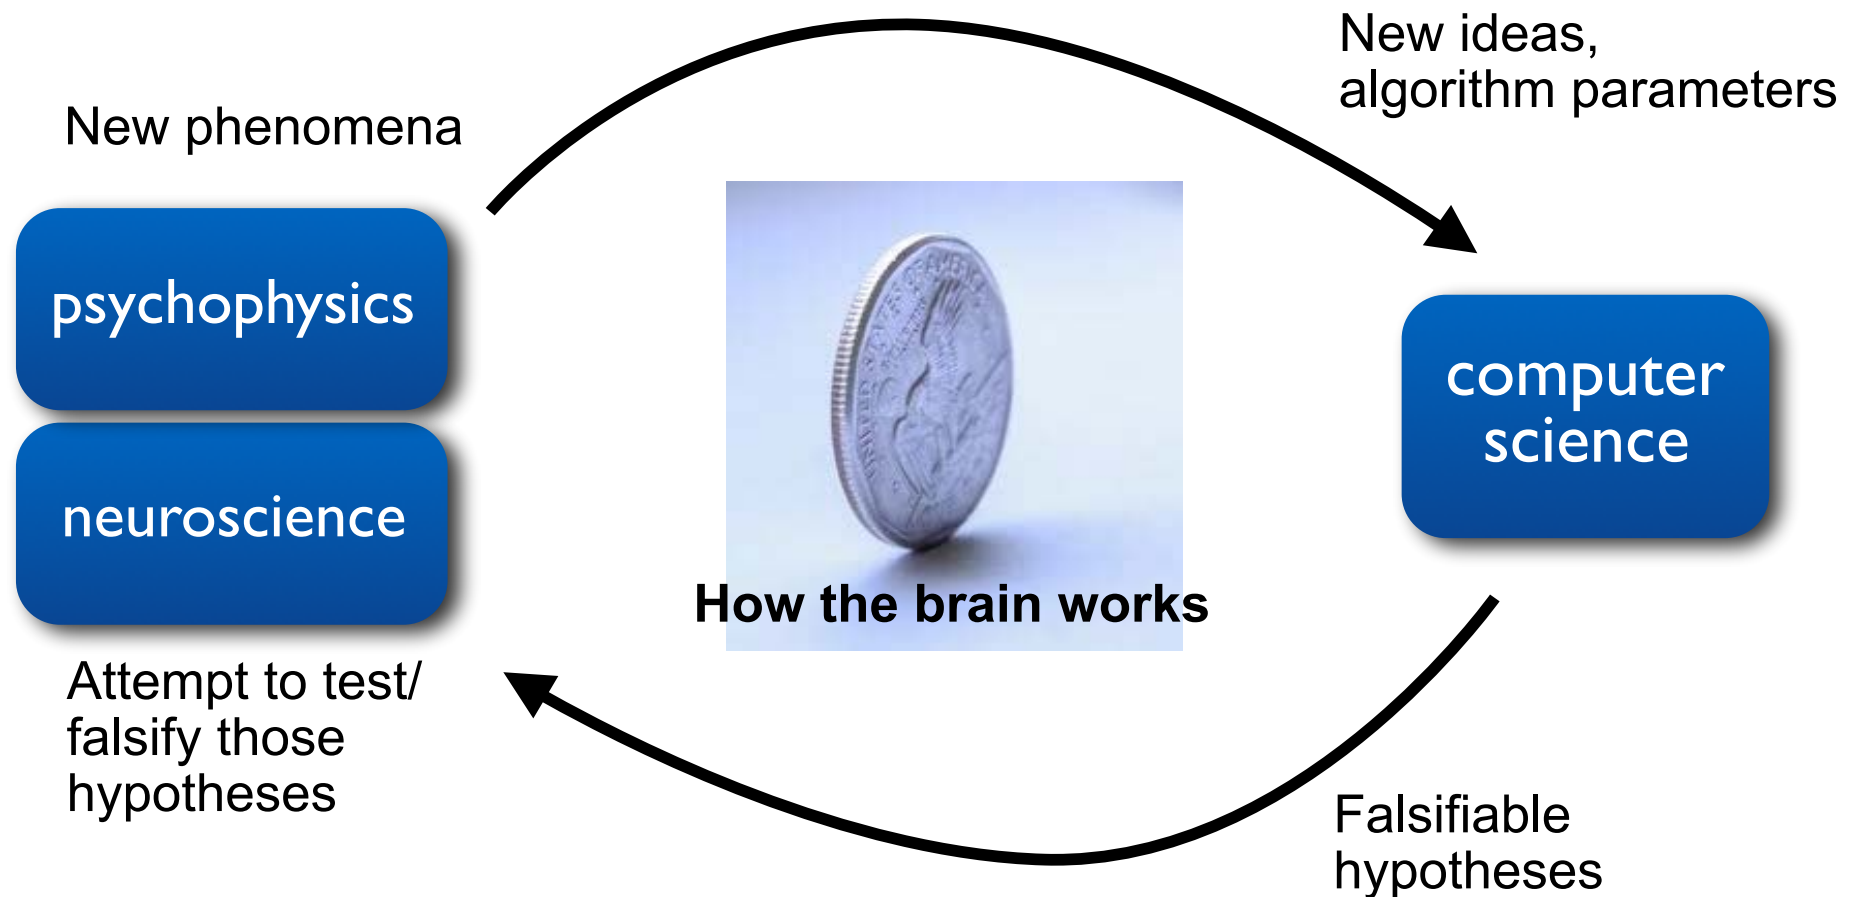 New ideas,
algorithm parameters
New phenomena
psychophysics
computer
science
neuroscience
How the brain works
Attempt to test/
falsify those
hypotheses
Falsifiable
hypotheses